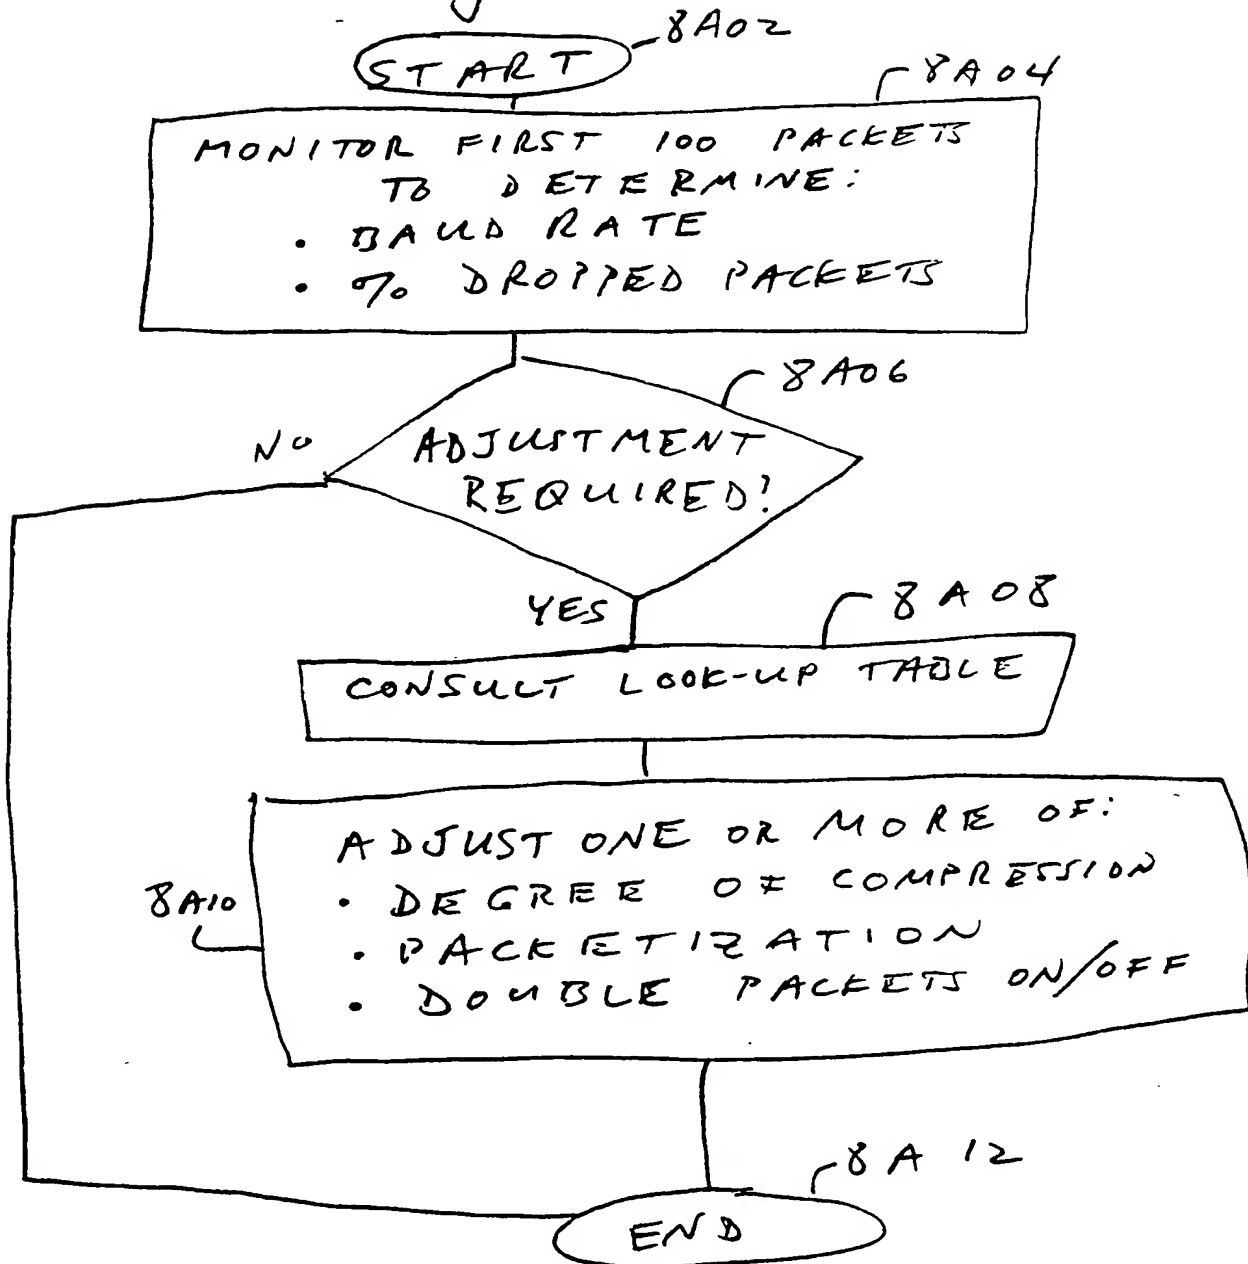 8A02
START
8A04
MONITOR FIRST 100 PACKETS
TO DETERMINE:
• BAUD RATE
• % DROPPED PACKETS
8A06
NO
ADJUSTMENT
REQUIRED?
YES
8A08
CONSULT LOOK-UP TABLE
ADJUST ONE OR MORE OF:
8A10
• DEGREE OF COMPRESSION
• PACKETIZATION
• DOUBLE PACKETS ON/OFF
8A12
END